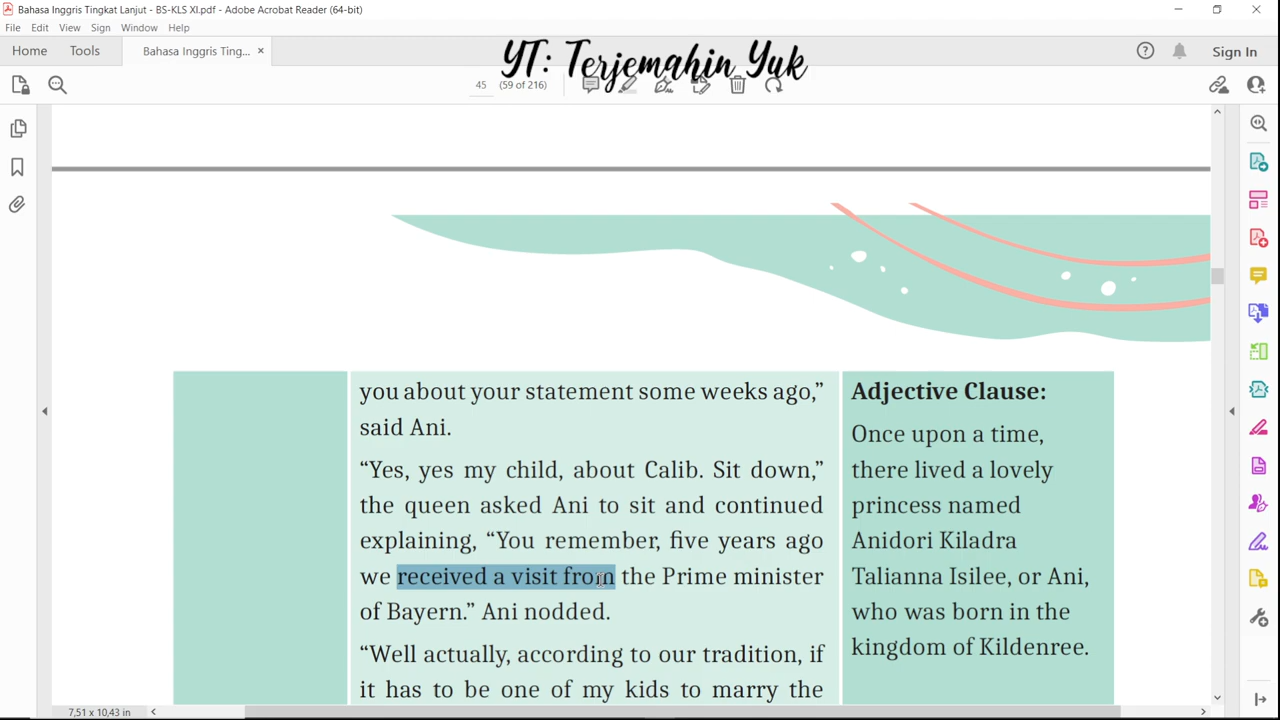 Bahasa Inggris Tingkat Lanjut - BS-KLS XI.pdf - Adobe Acrobat Reader (64-bit)
File Edit View Sign Window Help
Home Tools Bahasa Inggris Ting... × Sign In
YT: Terjemahin Yuk
45 (59 of 216)
you about your statement some weeks ago,”
said Ani.
“Yes, yes my child, about Calib. Sit down,”
the queen asked Ani to sit and continued
explaining, “You remember, five years ago
we received a visit from the Prime minister
of Bayern.” Ani nodded.
“Well actually, according to our tradition, if
it has to be one of my kids to marry the
Adjective Clause:
Once upon a time,
there lived a lovely
princess named
Anidori Kiladra
Talianna Isilee, or Ani,
who was born in the
kingdom of Kildenree.
7,51 x 10,43 in